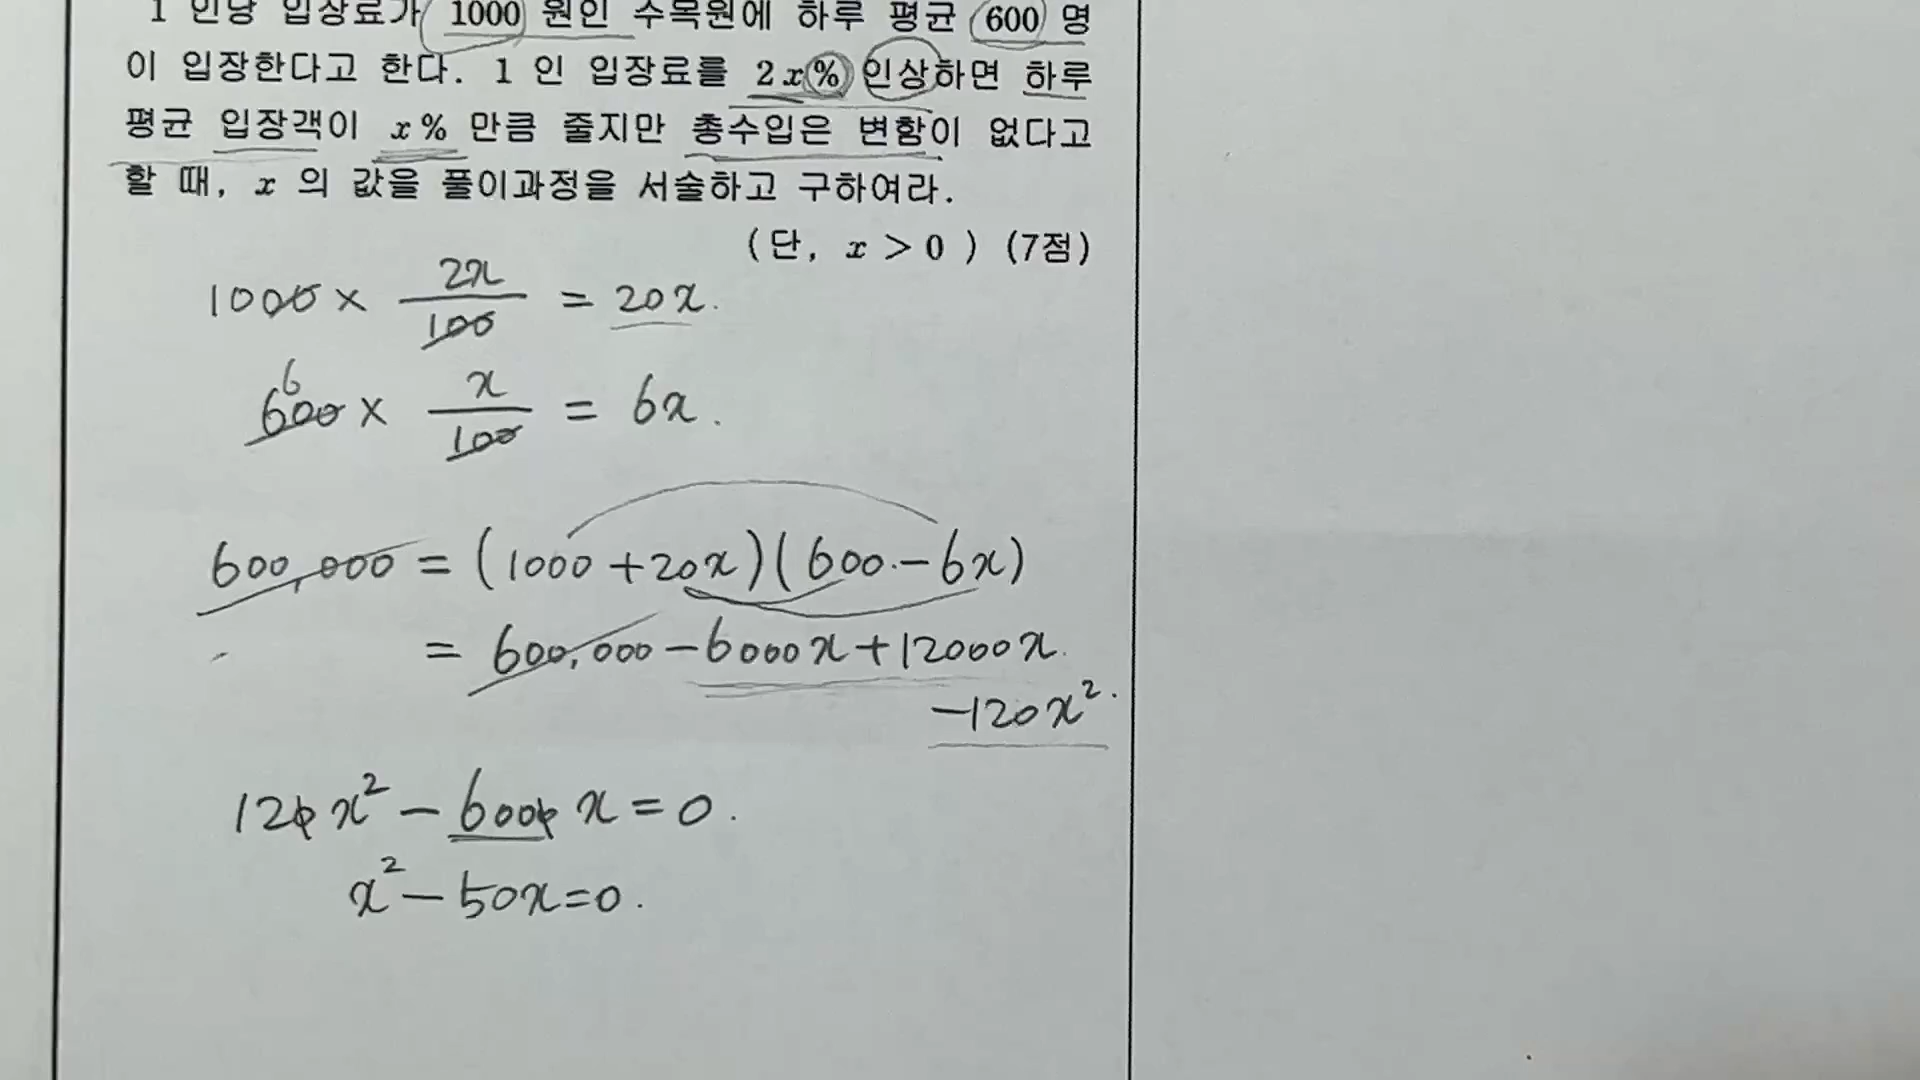 1 인당 입장료가 1000 원인 수목원에 하루 평균 600 명
이 입장한다고 한다. 1 인 입장료를 2x% 인상하면 하루
평균 입장객이 x% 만큼 줄지만 총수입은 변함이 없다고
할 때, x 의 값을 풀이과정을 서술하고 구하여라.
(단, x > 0 ) (7점)
1000 × 2x/100 = 20x.
6
600 × x/100 = 6x.
600,000 = (1000 + 20x)(600 - 6x)
= 600,000 - 6000x + 12000x
-120x².
120x² - 6000x = 0.
x² - 50x = 0.